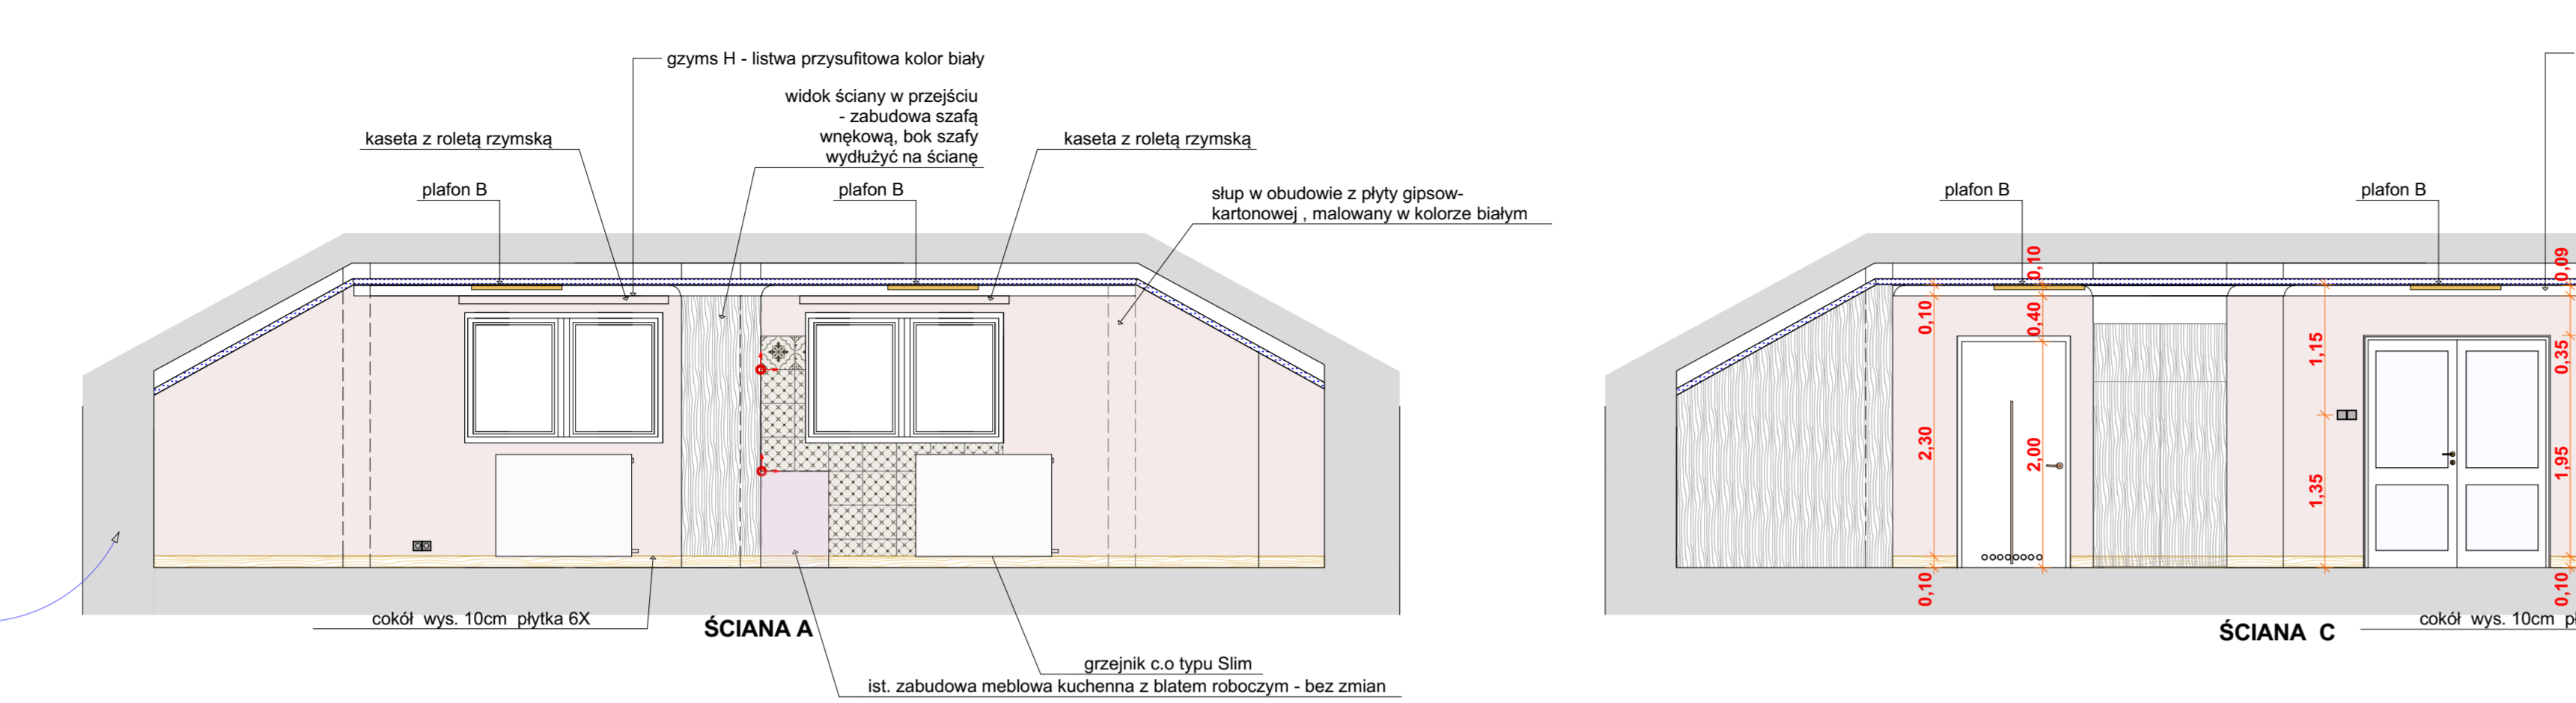 gzyms H - listwa przysufitowa kolor biały
widok ściany w przejściu
- zabudowa szafą
wnękową, bok szafy
wydłużyć na ścianę
kaseta z roletą rzymską
kaseta z roletą rzymską
plafon B
plafon B
słup w obudowie z płyty gipsow-
kartonowej , malowany w kolorze białym
cokół wys. 10cm płytka 6X
ŚCIANA A
grzejnik c.o typu Slim
ist. zabudowa meblowa kuchenna z blatem roboczym - bez zmian
plafon B
plafon B
0,10
0,09
0,10
0,40
1,15
0,35
2,30
2,00
1,35
1,95
0,10
0,10
ŚCIANA C
cokół wys. 10cm